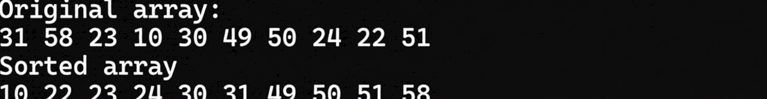 Original array:
31 58 23 10 30 49 50 24 22 51
Sorted array
10 22 23 24 30 31 49 50 51 58